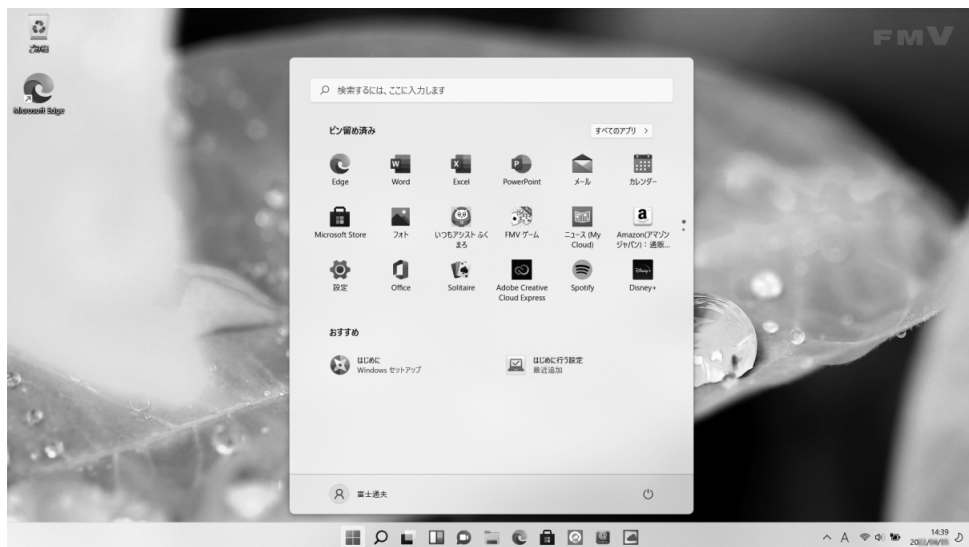 ごみ箱
Microsoft Edge
FMV
検索するには、ここに入力します
ピン留め済み
すべてのアプリ >
Edge
Word
Excel
PowerPoint
メール
カレンダー
Microsoft Store
フォト
いつもアシスト ふく
まろ
FMV ゲーム
ニュース (My
Cloud)
Amazon(アマゾン
ジャパン) : 通販...
設定
Office
Solitaire
Adobe Creative
Cloud Express
Spotify
Disney+
おすすめ
はじめに
Windows セットアップ
はじめに行う設定
最近追加
富士通夫
A
14:39